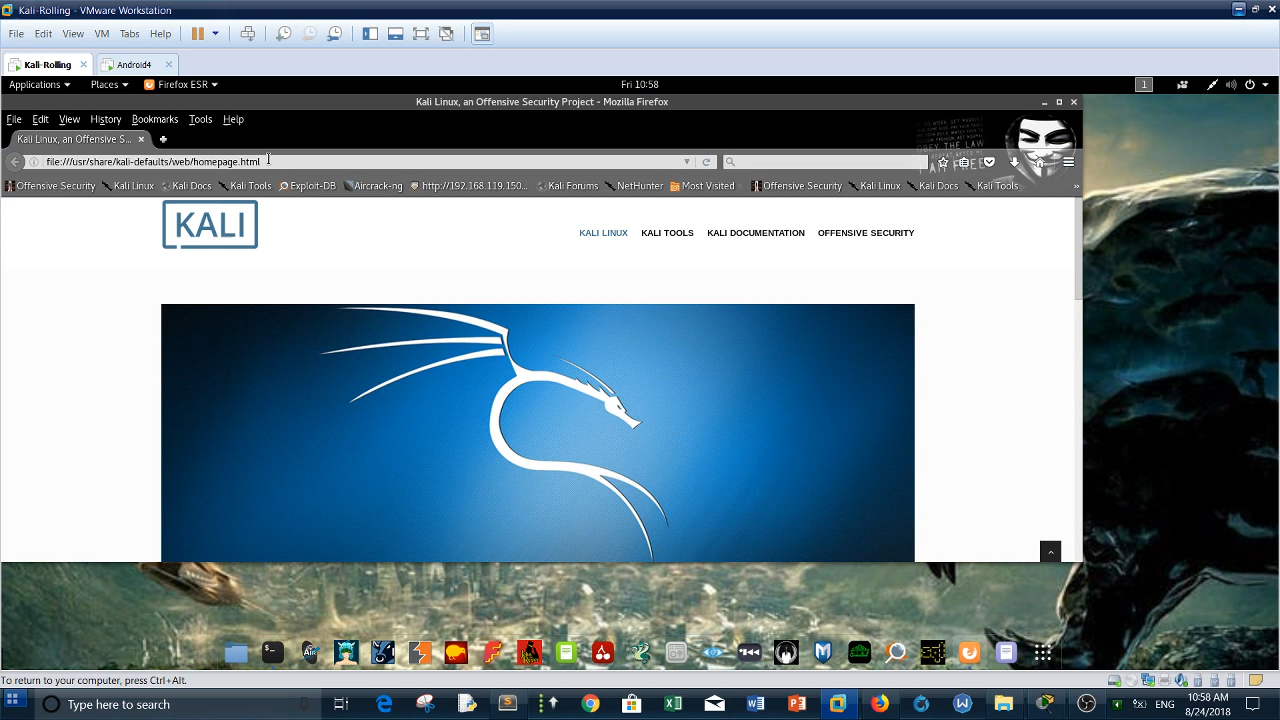 Kali-Rolling - VMware Workstation
File Edit View VM Tabs Help
Kali-Rolling Android4
Applications Places Firefox ESR Fri 10:58 1
Kali Linux, an Offensive Security Project - Mozilla Firefox
File Edit View History Bookmarks Tools Help
Kali Linux, an Offensive S...
OBEY THE LAW
file:///usr/share/kali-defaults/web/homepage.html
Offensive Security Kali Linux Kali Docs Kali Tools Exploit-DB Aircrack-ng http://192.168.119.150... Kali Forums NetHunter Most Visited Offensive Security Kali Linux Kali Docs Kali Tools »
KALI
KALI LINUX KALI TOOLS KALI DOCUMENTATION OFFENSIVE SECURITY
To return to your computer, press Ctrl+Alt.
Type here to search
ENG
10:58 AM
8/24/2018